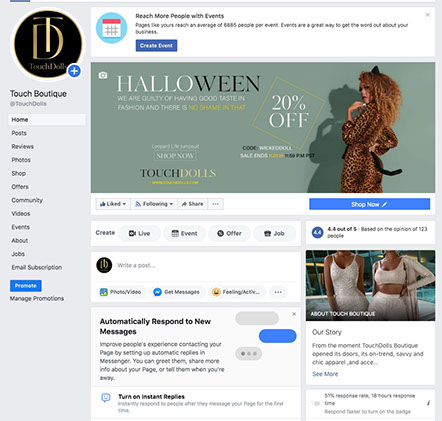 Reach More People with Events
Pages like yours reach an average of 6885 people per event. Events are a great way to get the word out about your
business.
Create Event
TD
TouchDolls
Touch Boutique
@TouchDolls
Home
Posts
Reviews
Photos
Shop
Offers
Community
Videos
Events
About
Jobs
Email Subscription
Promote
Manage Promotions
HALLOWEEN
WE ARE GUILTY OF HAVING GOOD TASTE IN
FASHION AND THERE IS NO SHAME IN THAT
20%
OFF
Leopard Life Jumpsuit
SHOP NOW
CODE: WICKEDDOLL
SALE ENDS 11:59 P.M PST
TOUCHDOLLS
WWW.TOUCHDOLLS.COM
Liked
Following
Share
Shop Now
Create
Live
Event
Offer
Job
Write a post...
Photo/Video
Get Messages
Feeling/Activ...
Automatically Respond to New
Messages
Improve people's experience contacting your
Page by setting up automatic replies in
Messenger. You can greet them, share more
info about your Page, or tell them when you're
away.
Turn on Instant Replies
Instantly respond to people after they message your Page for the first
time.
4.4
4.4 out of 5 · Based on the opinion of 123
people
ABOUT TOUCH BOUTIQUE
Our Story
From the moment TouchDolls Boutique
opened its doors, its on-trend, savvy and
chic apparel ,and acce...
See More
51% response rate, 18 hours response
time
Respond faster to turn on the badge